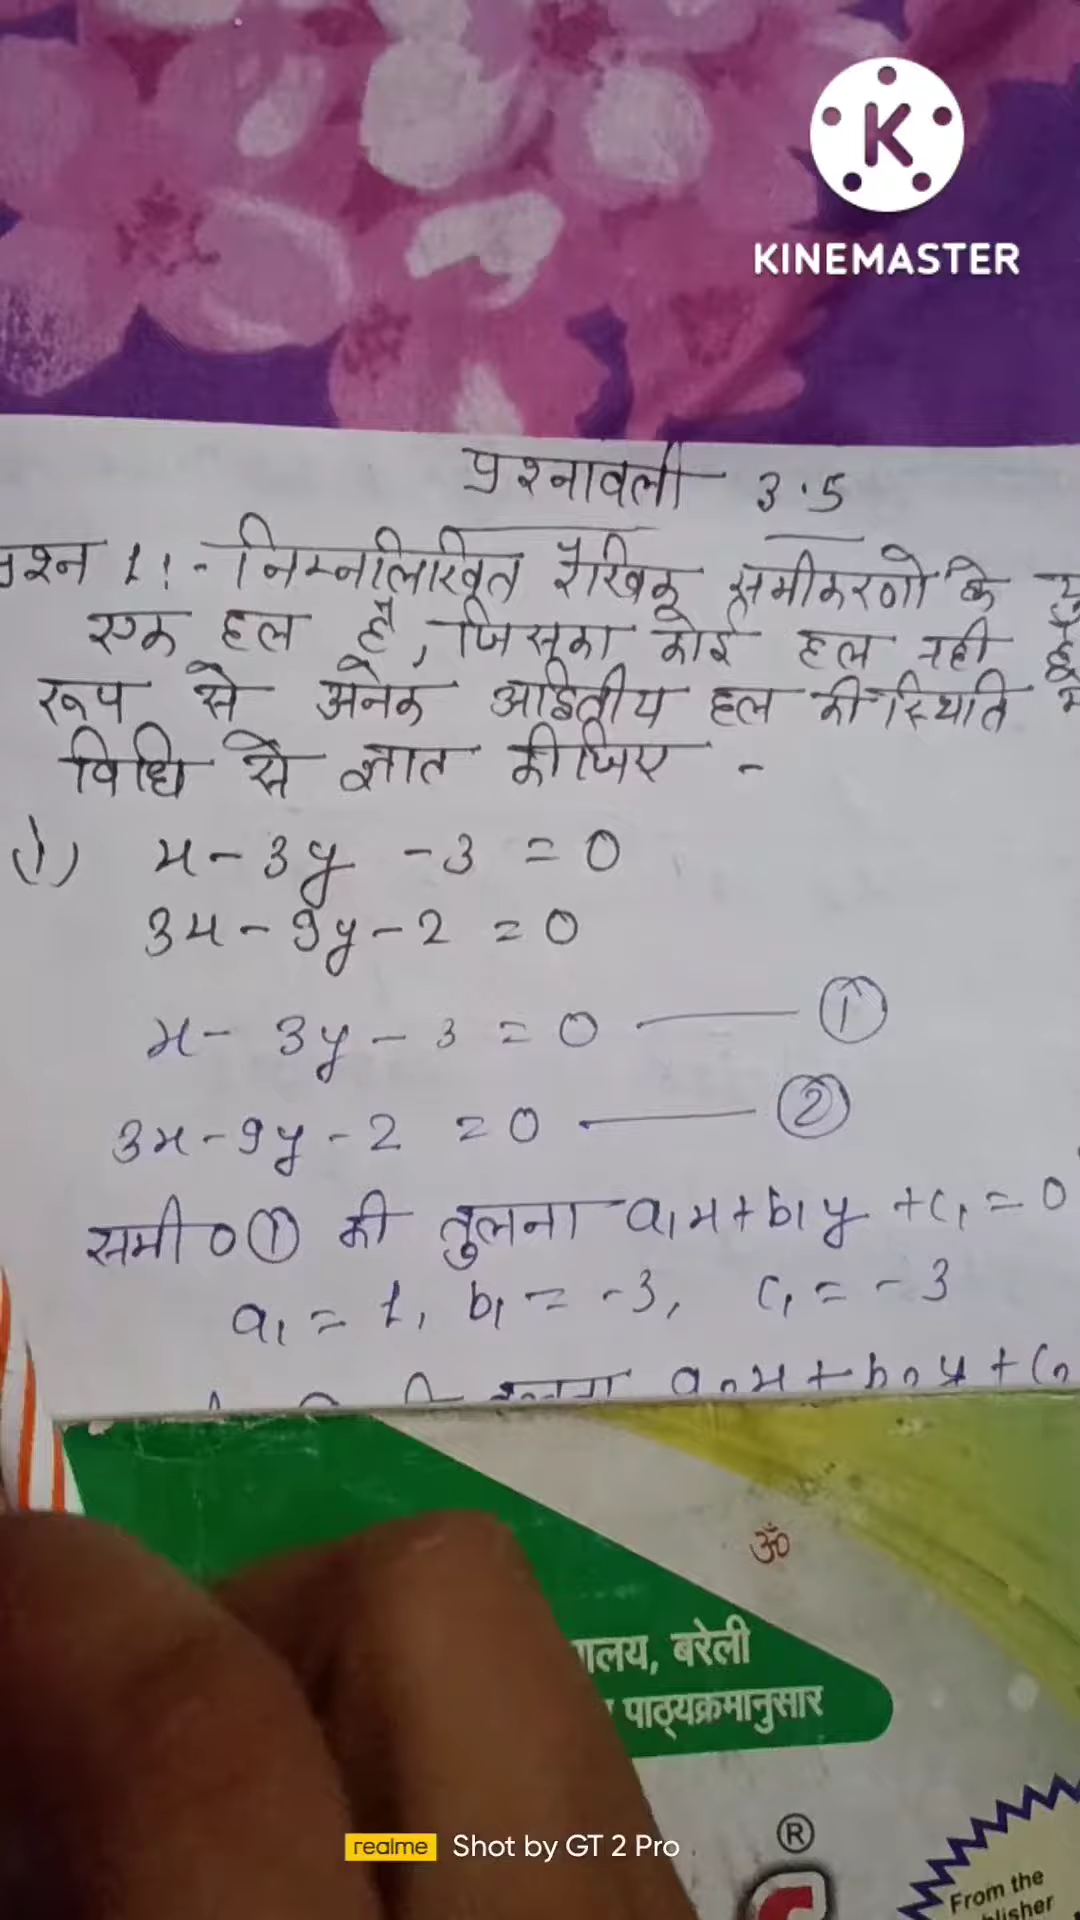 K
KINEMASTER
प्रश्नावली 3.5
प्रश्न 1:- निम्नलिखित रैखिक समीकरणो के
एक हल है, जिसका कोई हल नही
रूप से अनेक अद्वितीय हल की स्थिति मे
विधि से ज्ञात कीजिए -
(1) x - 3y - 3 = 0
3x - 9y - 2 = 0
x - 3y - 3 = 0 — ①
3x - 9y - 2 = 0 — ②
समी० ① की तुलना a₁x + b₁y + c₁ = 0
a₁ = 1, b₁ = -3, c₁ = -3
ॐ
बरेली
पाठ्यक्रमानुसार
®
From the
realme Shot by GT 2 Pro